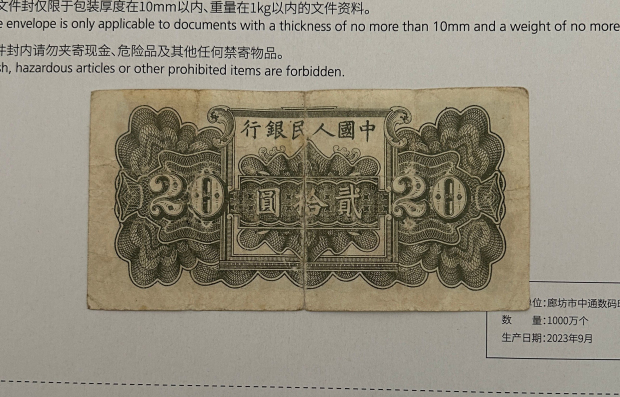 文件封仅限于包装厚度在10mm以内、重量在1kg以内的文件资料。
e envelope is only applicable to documents with a thickness of no more than 10mm and a weight of no more
件封内请勿夹寄现金、危险品及其他任何禁寄物品。
sh, hazardous articles or other prohibited items are forbidden.
行銀民人國中
20 圓拾貳 20
位:廊坊市中通数码
数 量:1000万个
生产日期:2023年9月